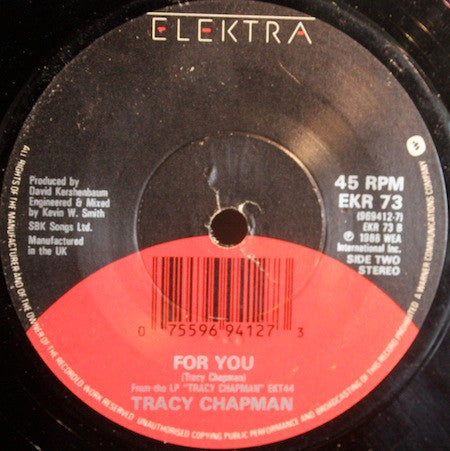 ELEKTRA
Produced by
David Kershenbaum
Engineered & Mixed
by Kevin W. Smith
SBK Songs Ltd.
Manufactured
in the UK
45 RPM
EKR 73
(969412-7)
EKR 73 B
℗ 1988 WEA
International Inc.
SIDE TWO
STEREO
0 75596 94127 3
FOR YOU
(Tracy Chapman)
From the LP "TRACY CHAPMAN" EKT44
TRACY CHAPMAN
ALL RIGHTS OF THE MANUFACTURER AND OF THE OWNER OF THE RECORDED WORK RESERVED UNAUTHORISED COPYING PUBLIC PERFORMANCE AND BROADCASTING OF THIS RECORD PROHIBITED
A WARNER COMMUNICATIONS COMPANY